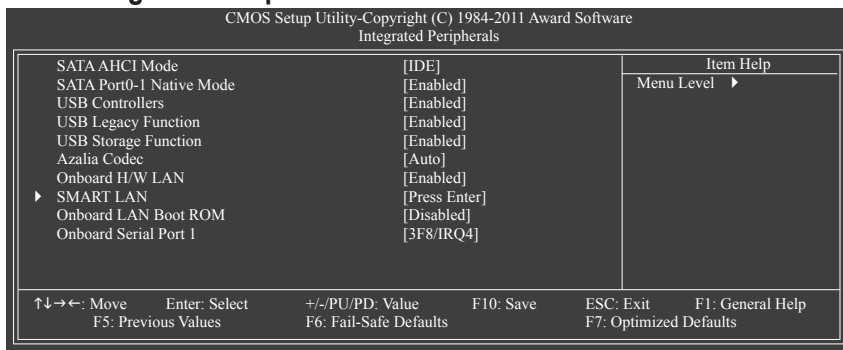 CMOS Setup Utility-Copyright (C) 1984-2011 Award Software
Integrated Peripherals
SATA AHCI Mode [IDE]
SATA Port0-1 Native Mode [Enabled]
USB Controllers [Enabled]
USB Legacy Function [Enabled]
USB Storage Function [Enabled]
Azalia Codec [Auto]
Onboard H/W LAN [Enabled]
SMART LAN [Press Enter]
Onboard LAN Boot ROM [Disabled]
Onboard Serial Port 1 [3F8/IRQ4]
Item Help
Menu Level
↑↓→←: Move Enter: Select +/-/PU/PD: Value F10: Save ESC: Exit F1: General Help
F5: Previous Values F6: Fail-Safe Defaults F7: Optimized Defaults